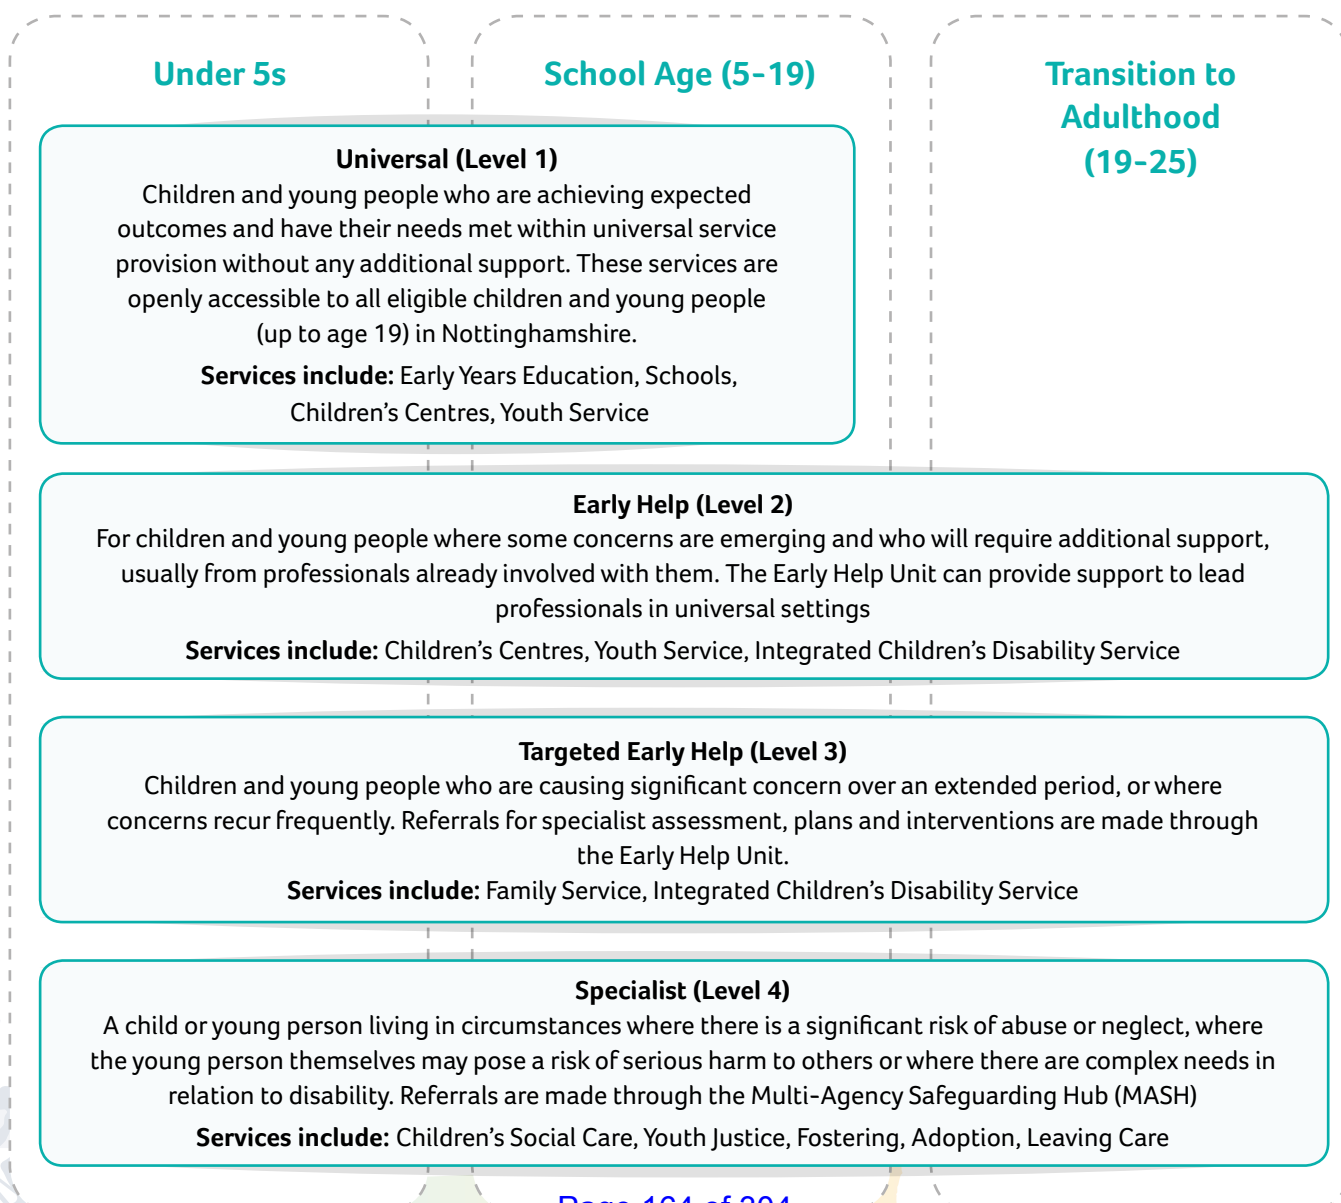 Under 5s
School Age (5-19)
Transition to
Adulthood
(19-25)
Universal (Level 1)
Children and young people who are achieving expected
outcomes and have their needs met within universal service
provision without any additional support. These services are
openly accessible to all eligible children and young people
(up to age 19) in Nottinghamshire.
Services include: Early Years Education, Schools,
Children's Centres, Youth Service
Early Help (Level 2)
For children and young people where some concerns are emerging and who will require additional support,
usually from professionals already involved with them. The Early Help Unit can provide support to lead
professionals in universal settings
Services include: Children's Centres, Youth Service, Integrated Children's Disability Service
Targeted Early Help (Level 3)
Children and young people who are causing significant concern over an extended period, or where
concerns recur frequently. Referrals for specialist assessment, plans and interventions are made through
the Early Help Unit.
Services include: Family Service, Integrated Children's Disability Service
Specialist (Level 4)
A child or young person living in circumstances where there is a significant risk of abuse or neglect, where
the young person themselves may pose a risk of serious harm to others or where there are complex needs in
relation to disability. Referrals are made through the Multi-Agency Safeguarding Hub (MASH)
Services include: Children's Social Care, Youth Justice, Fostering, Adoption, Leaving Care